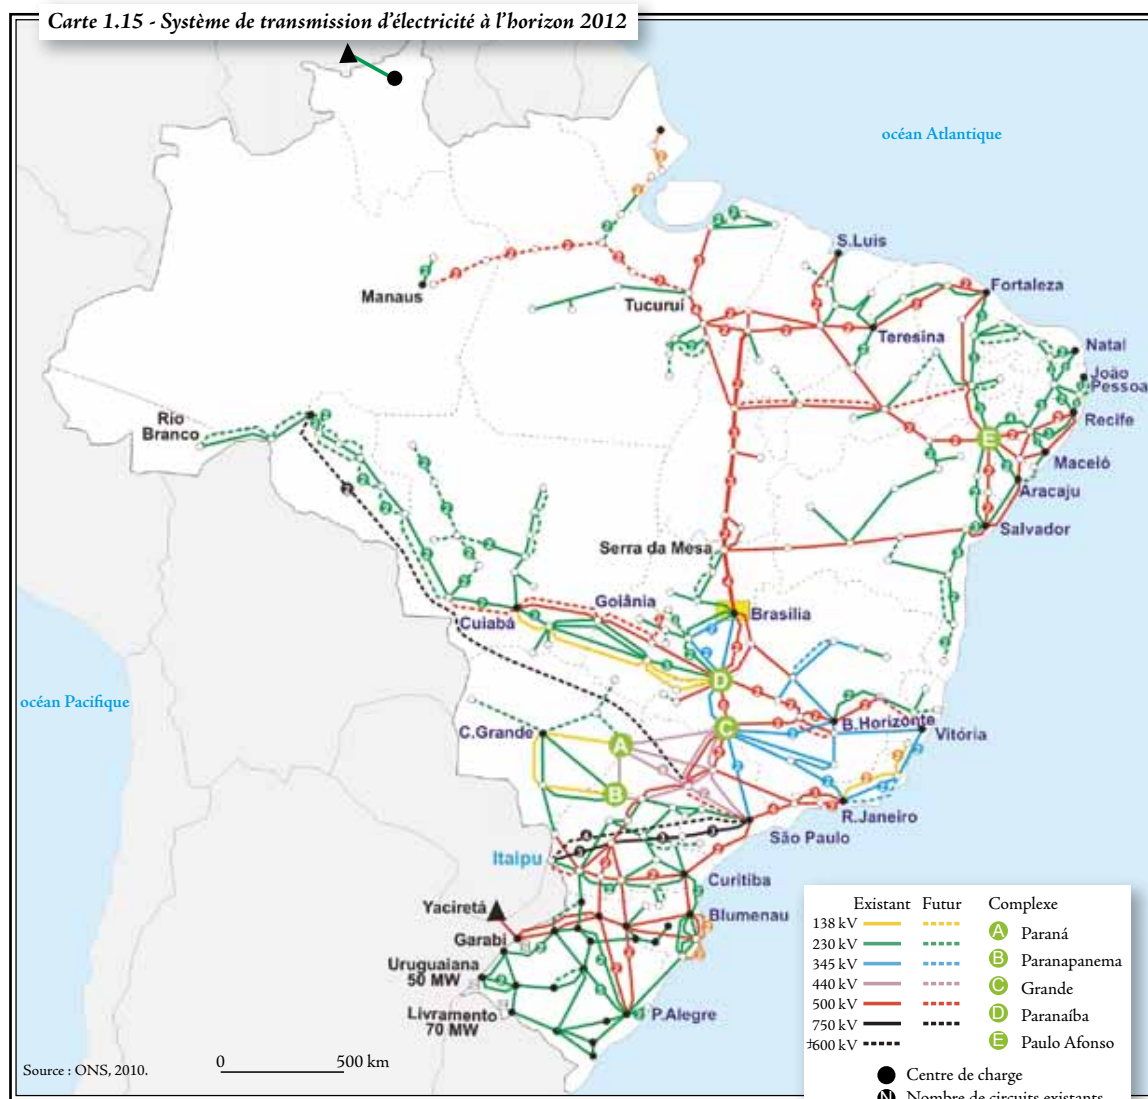 Carte 1.15 - Système de transmission d'électricité à l'horizon 2012
océan Atlantique
S.Luis
Fortaleza
Manaus
Tucuruí
Teresina
Natal
João
Pessoa
Rio
Branco
Recife
E
Maceió
Aracaju
Salvador
Serra da Mesa
Goiânia
Brasília
Cuiabá
D
océan Pacifique
C.Grande
A
C
B.Horizonte
Vitória
B
R.Janeiro
São Paulo
Itaipu
Curitiba
Yaciretá
Blumenau
Garabi
Uruguaiana
50 MW
Livramento
70 MW
P.Alegre
Existant Futur Complexe
138 kV
230 kV
345 kV
440 kV
500 kV
750 kV
±600 kV
A Paraná
B Paranapanema
C Grande
D Paranaíba
E Paulo Afonso
Centre de charge
N Nombre de circuits existants
Source : ONS, 2010.
0 500 km